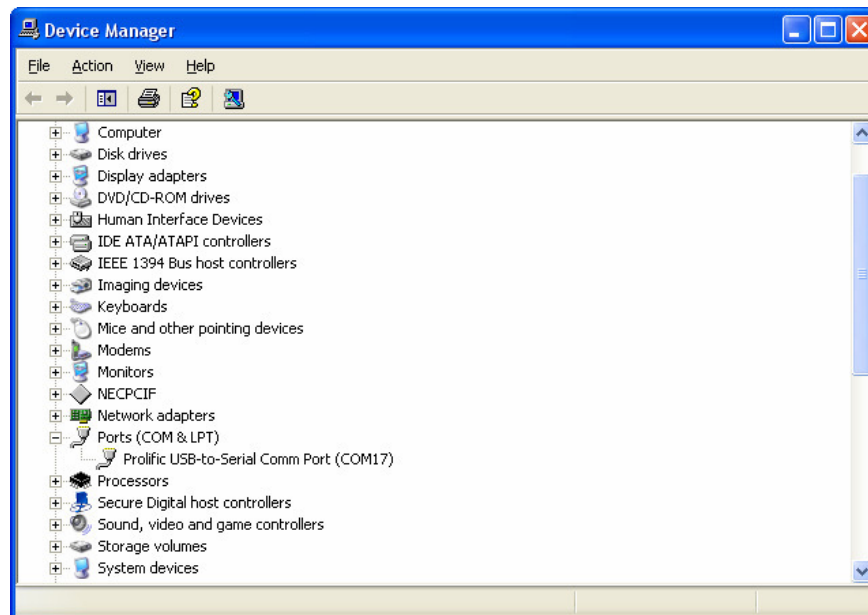 Device Manager
File Action View Help
Computer
Disk drives
Display adapters
DVD/CD-ROM drives
Human Interface Devices
IDE ATA/ATAPI controllers
IEEE 1394 Bus host controllers
Imaging devices
Keyboards
Mice and other pointing devices
Modems
Monitors
NECPCIF
Network adapters
Ports (COM & LPT)
Prolific USB-to-Serial Comm Port (COM17)
Processors
Secure Digital host controllers
Sound, video and game controllers
Storage volumes
System devices